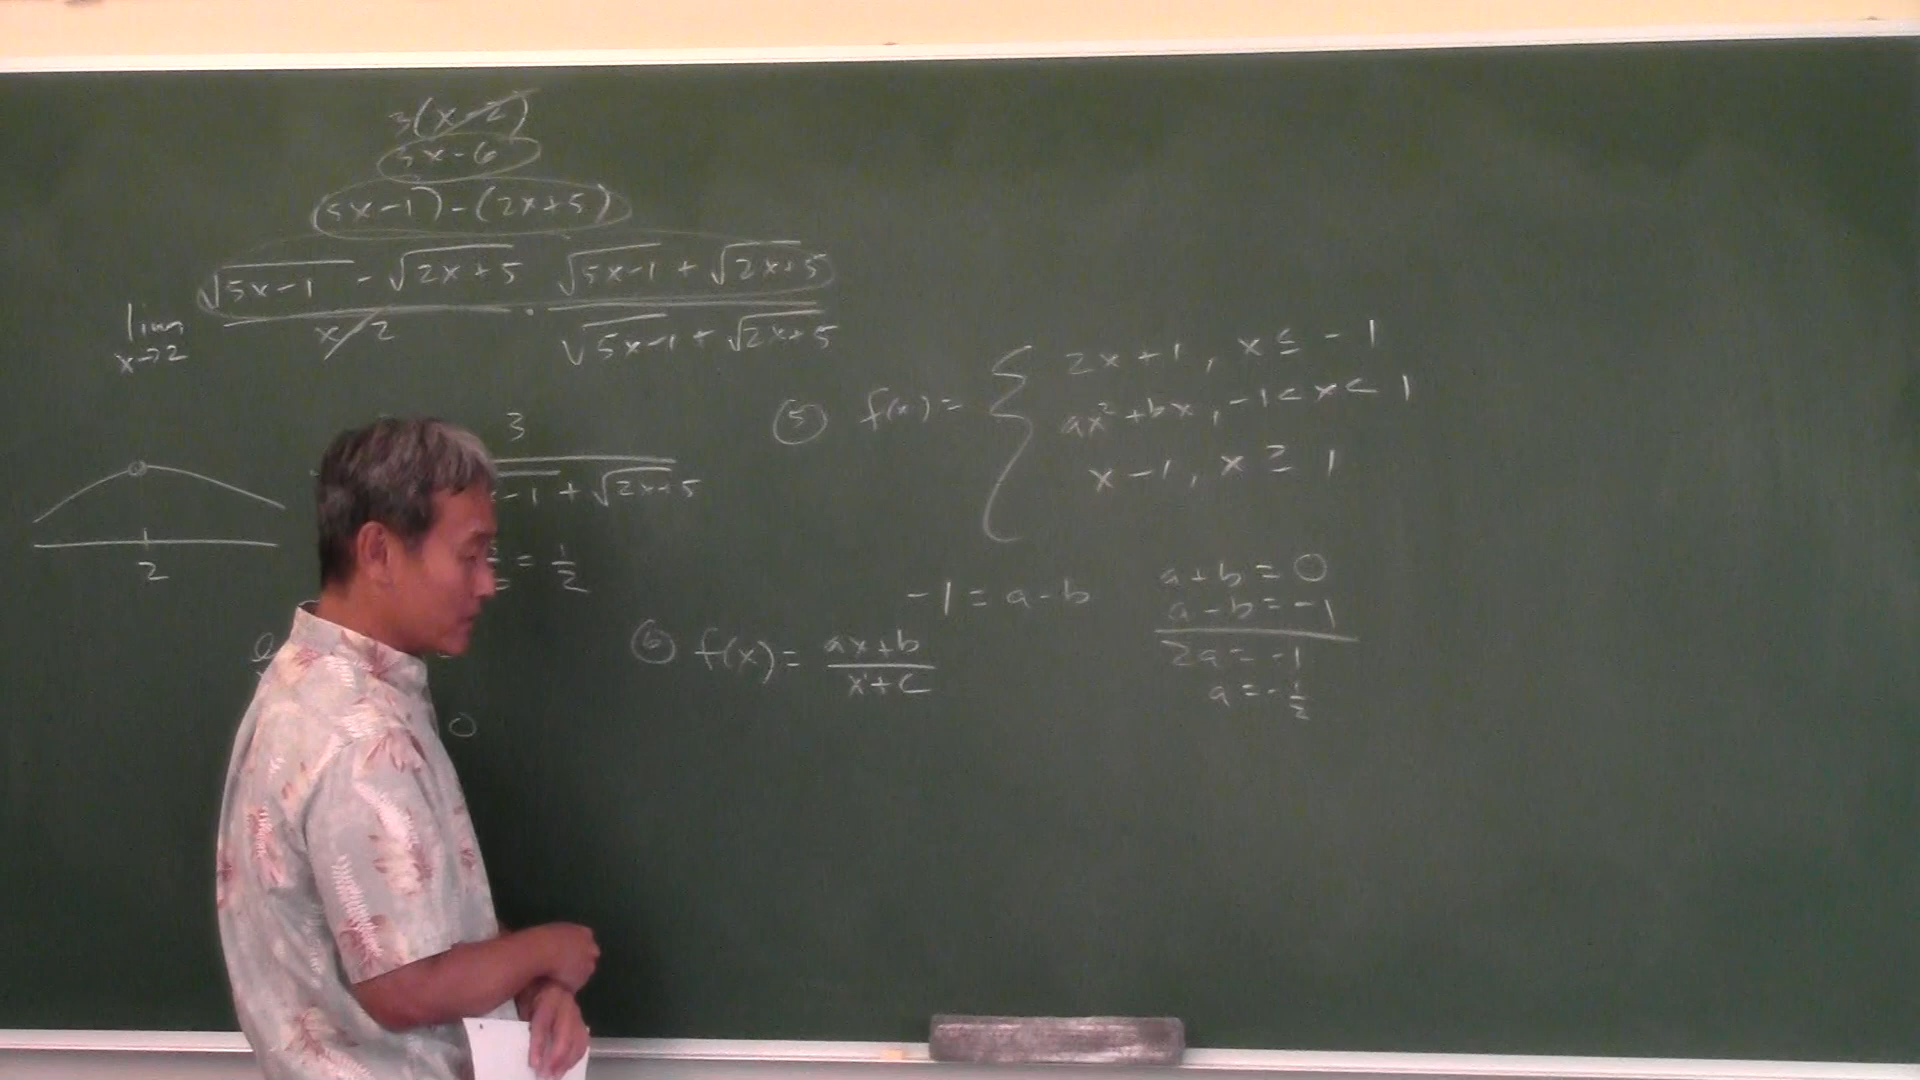 3(x-2)
3x-6
(5x-1)-(2x+5)
lim x→2 (√(5x-1) - √(2x+5))/(x-2) · (√(5x-1) + √(2x+5))/(√(5x-1) + √(2x+5))
3
-1 + √(2x+5)
= 1/2
2
0
⑤ f(x) = {
2x+1, x ≤ -1
ax²+bx, -1 < x < 1
x-1, x ≥ 1
-1 = a-b
a+b = 0
a-b = -1
2a = -1
a = -1/2
⑥ f(x) = (ax+b)/(x+c)